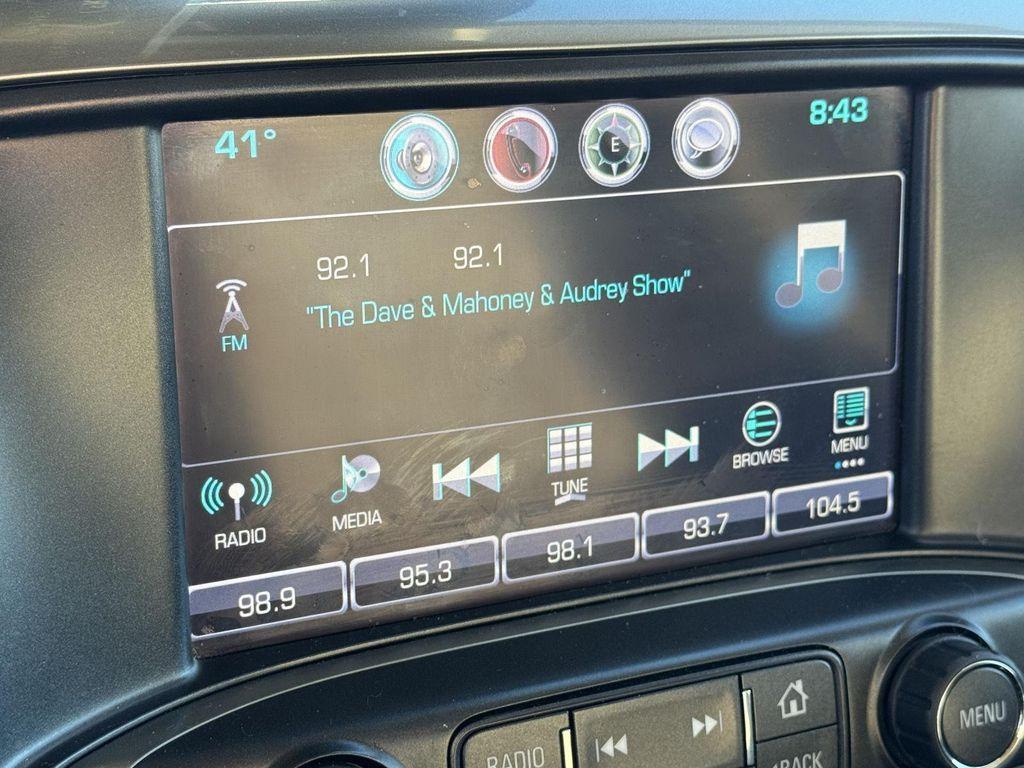 41° E 8:43
92.1 92.1
"The Dave & Mahoney & Audrey Show"
FM
RADIO MEDIA TUNE BROWSE MENU
98.9 95.3 98.1 93.7 104.5
RADIO MENU
BACK